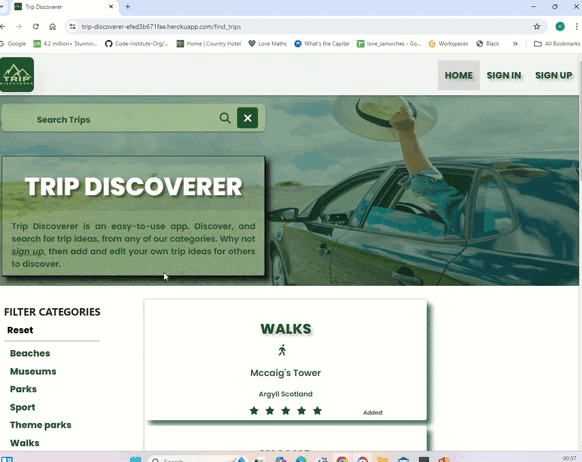 Trip Discoverer
trip-discoverer-efed3b671fae.herokuapp.com/find_trips
Google
4.2 million+ Stunnin...
Code-Institute-Org/...
Home | Country Hotel
Love Maths
What's the Capital
love_sanwiches - Go...
Workspaces
Black
»
All Bookmarks
TRIP
DISCOVERER
HOME
SIGN IN
SIGN UP
Search Trips
TRIP DISCOVERER
Trip Discoverer is an easy-to-use app. Discover, and
search for trip ideas, from any of our categories. Why not
sign up, then add and edit your own trip ideas for others
to discover.
FILTER CATEGORIES
Reset
Beaches
Museums
Parks
Sport
Theme parks
Walks
WALKS
Mccaig's Tower
Argyll Scotland
Added:
Search
00:57